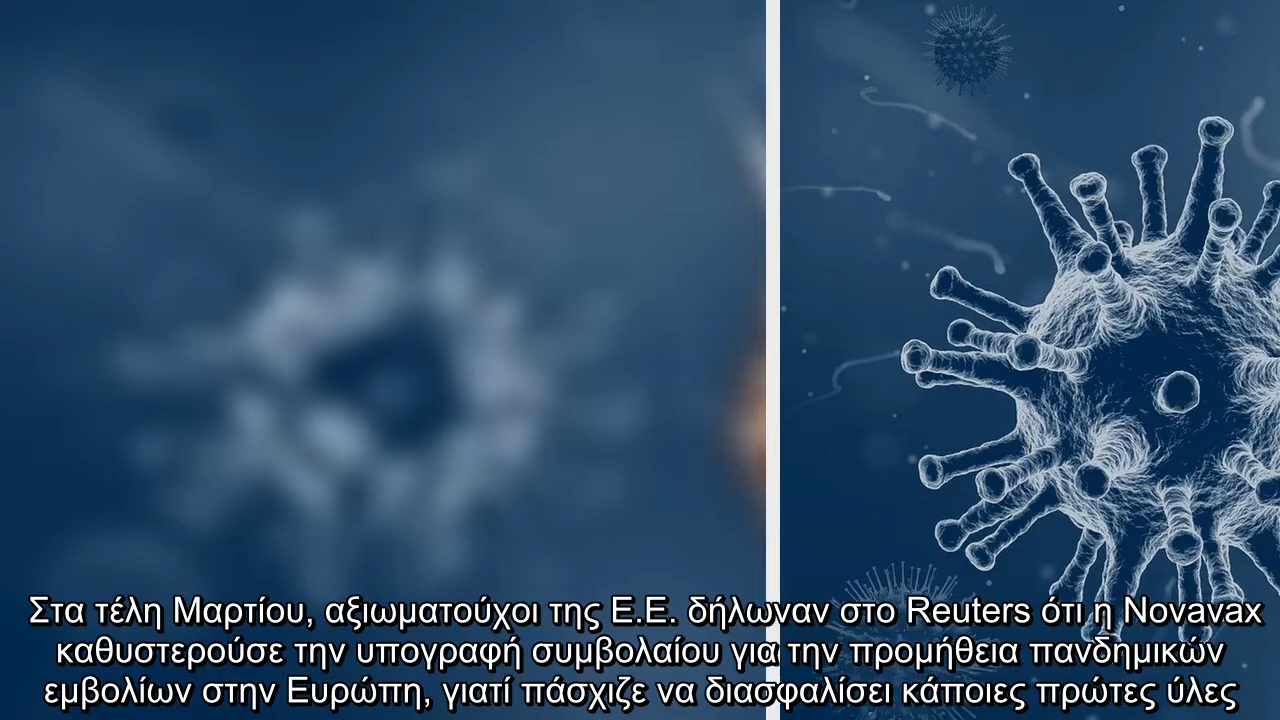 Στα τέλη Μαρτίου, αξιωματούχοι της Ε.Ε. δήλωναν στο Reuters ότι η Novavax
καθυστερούσε την υπογραφή συμβολαίου για την προμήθεια πανδημικών
εμβολίων στην Ευρώπη, γιατί πάσχιζε να διασφαλίσει κάποιες πρώτες ύλες